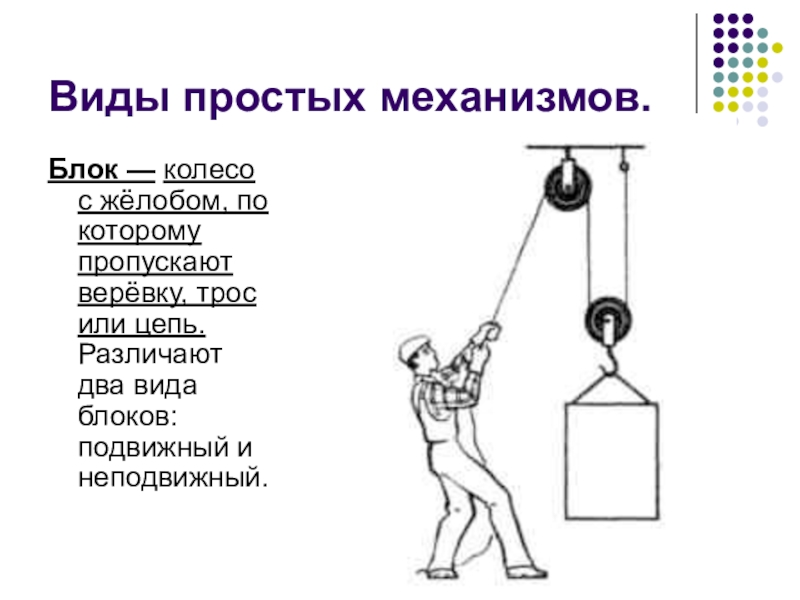 Виды простых механизмов.
Блок — колесо
с жёлобом, по
которому
пропускают
верёвку, трос
или цепь.
Различают
два вида
блоков:
подвижный и
неподвижный.